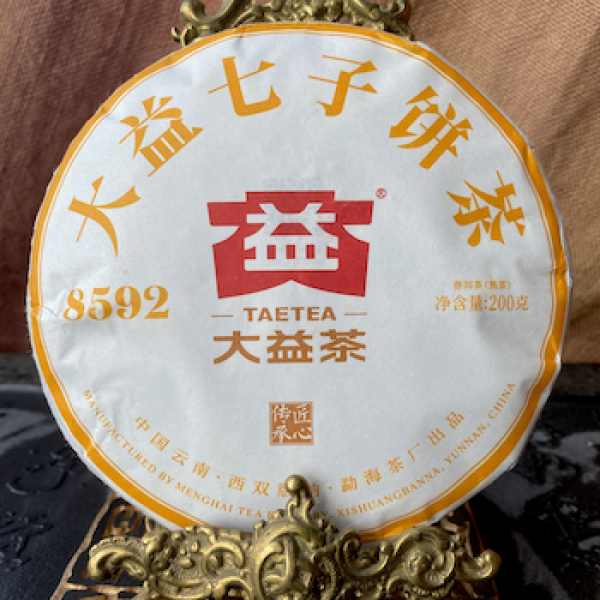 大益七子饼茶
益
®
8592
TAETEA
大益茶
普洱茶(熟茶)
净含量:200克
匠心
传承
中国云南·西双版纳·勐海茶厂出品
MANUFACTURED BY MENGHAI TEA XISHUANGBANNA, YUNNAN, CHINA